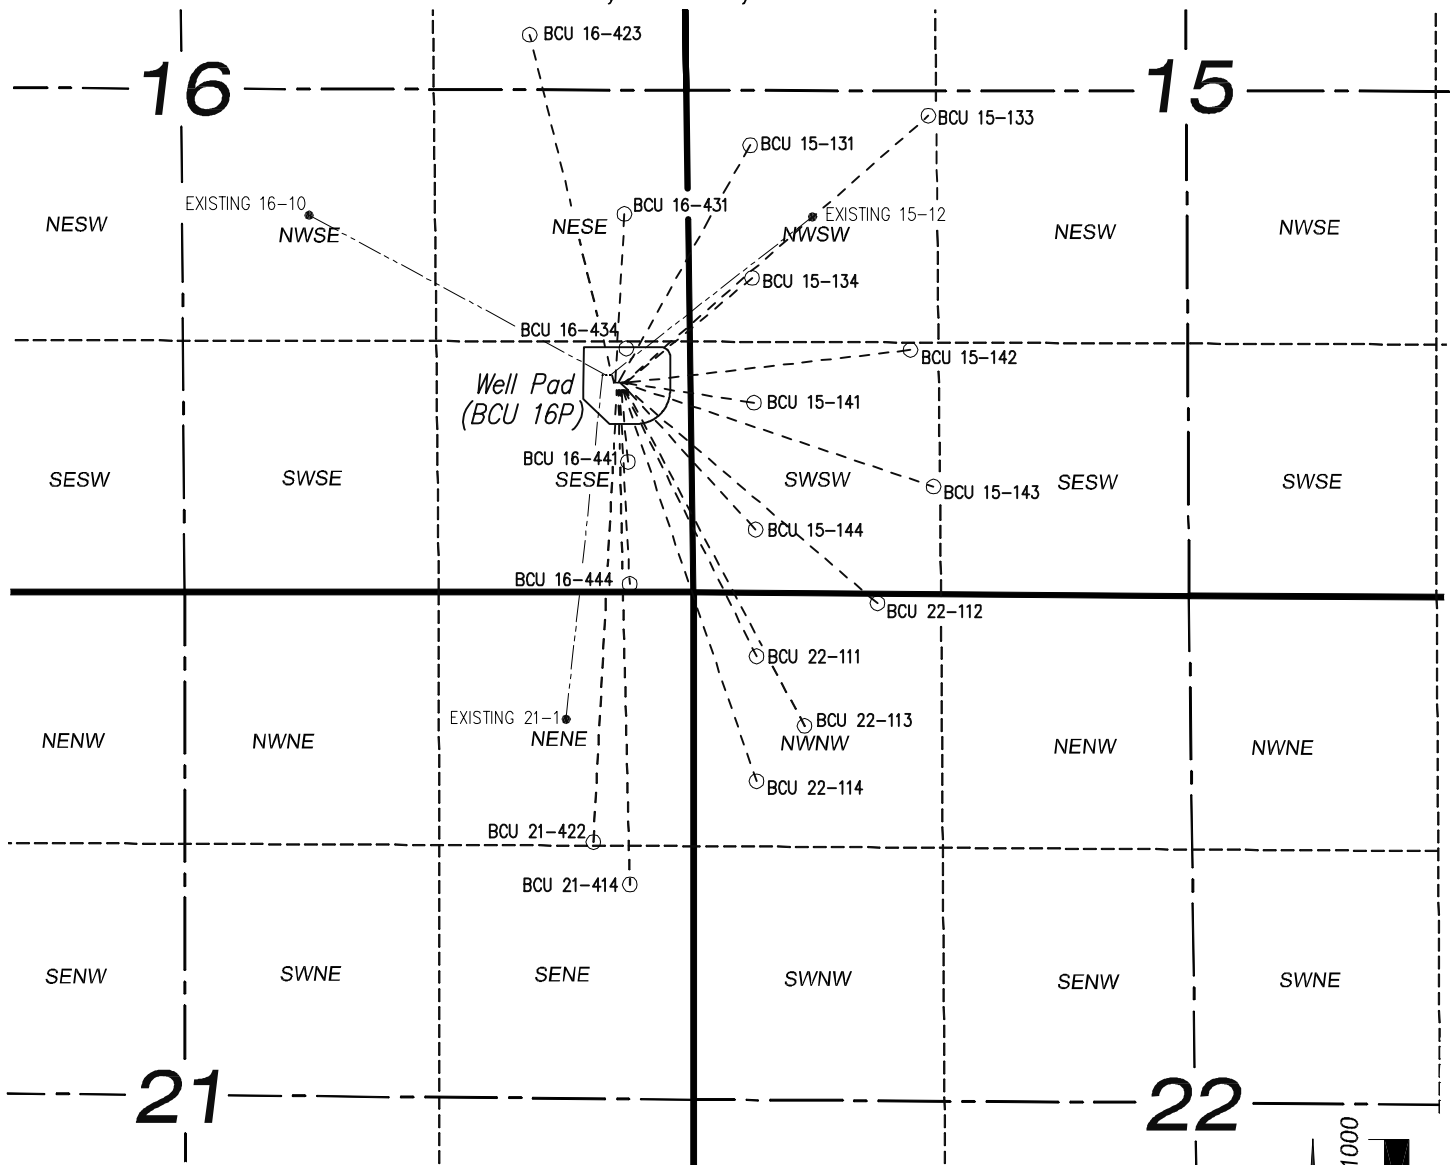 BCU 16-423
16
15
BCU 15-133
BCU 15-131
EXISTING 16-10
BCU 16-431
EXISTING 15-12
NESW
NWSE
NESE
NWSW
NESW
NWSE
BCU 15-134
BCU 16-434
BCU 15-142
Well Pad
(BCU 16P)
BCU 15-141
BCU 16-441
SESW
SWSE
SESE
SWSW
BCU 15-143
SESW
SWSE
BCU 15-144
BCU 16-444
BCU 22-112
BCU 22-111
EXISTING 21-1
BCU 22-113
NENW
NWNE
NENE
NWNW
NENW
NWNE
BCU 22-114
BCU 21-422
BCU 21-414
SENW
SWNE
SENE
SWNW
SENW
SWNE
21
22
1000